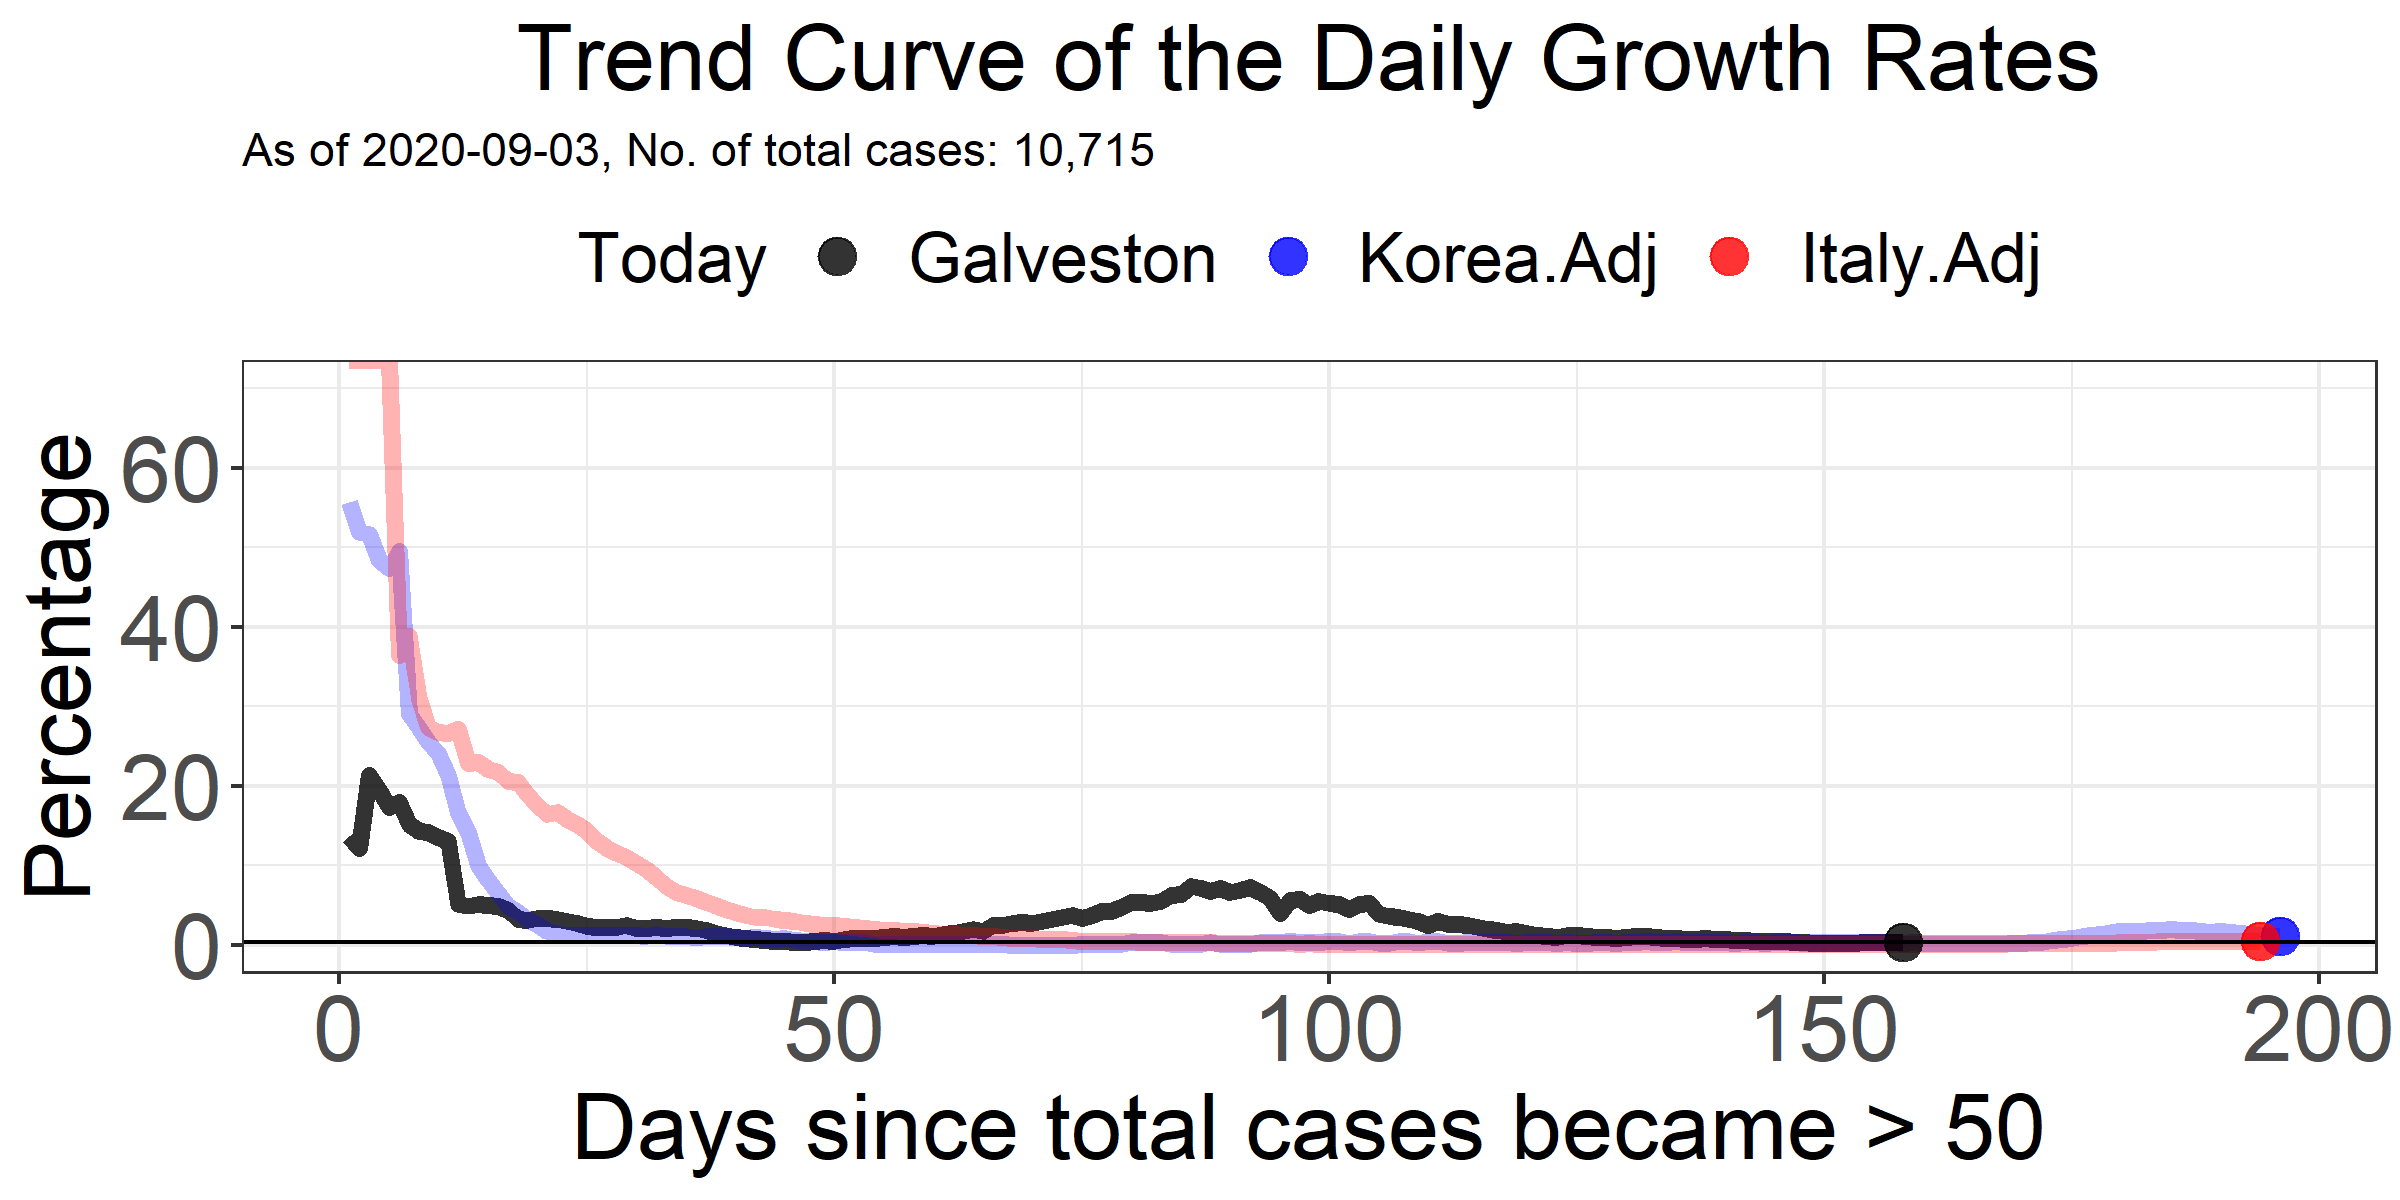 Trend Curve of the Daily Growth Rates
As of 2020-09-03, No. of total cases: 10,715
Today Galveston Korea.Adj Italy.Adj
Percentage
60
40
20
0
0 50 100 150 200
Days since total cases became > 50